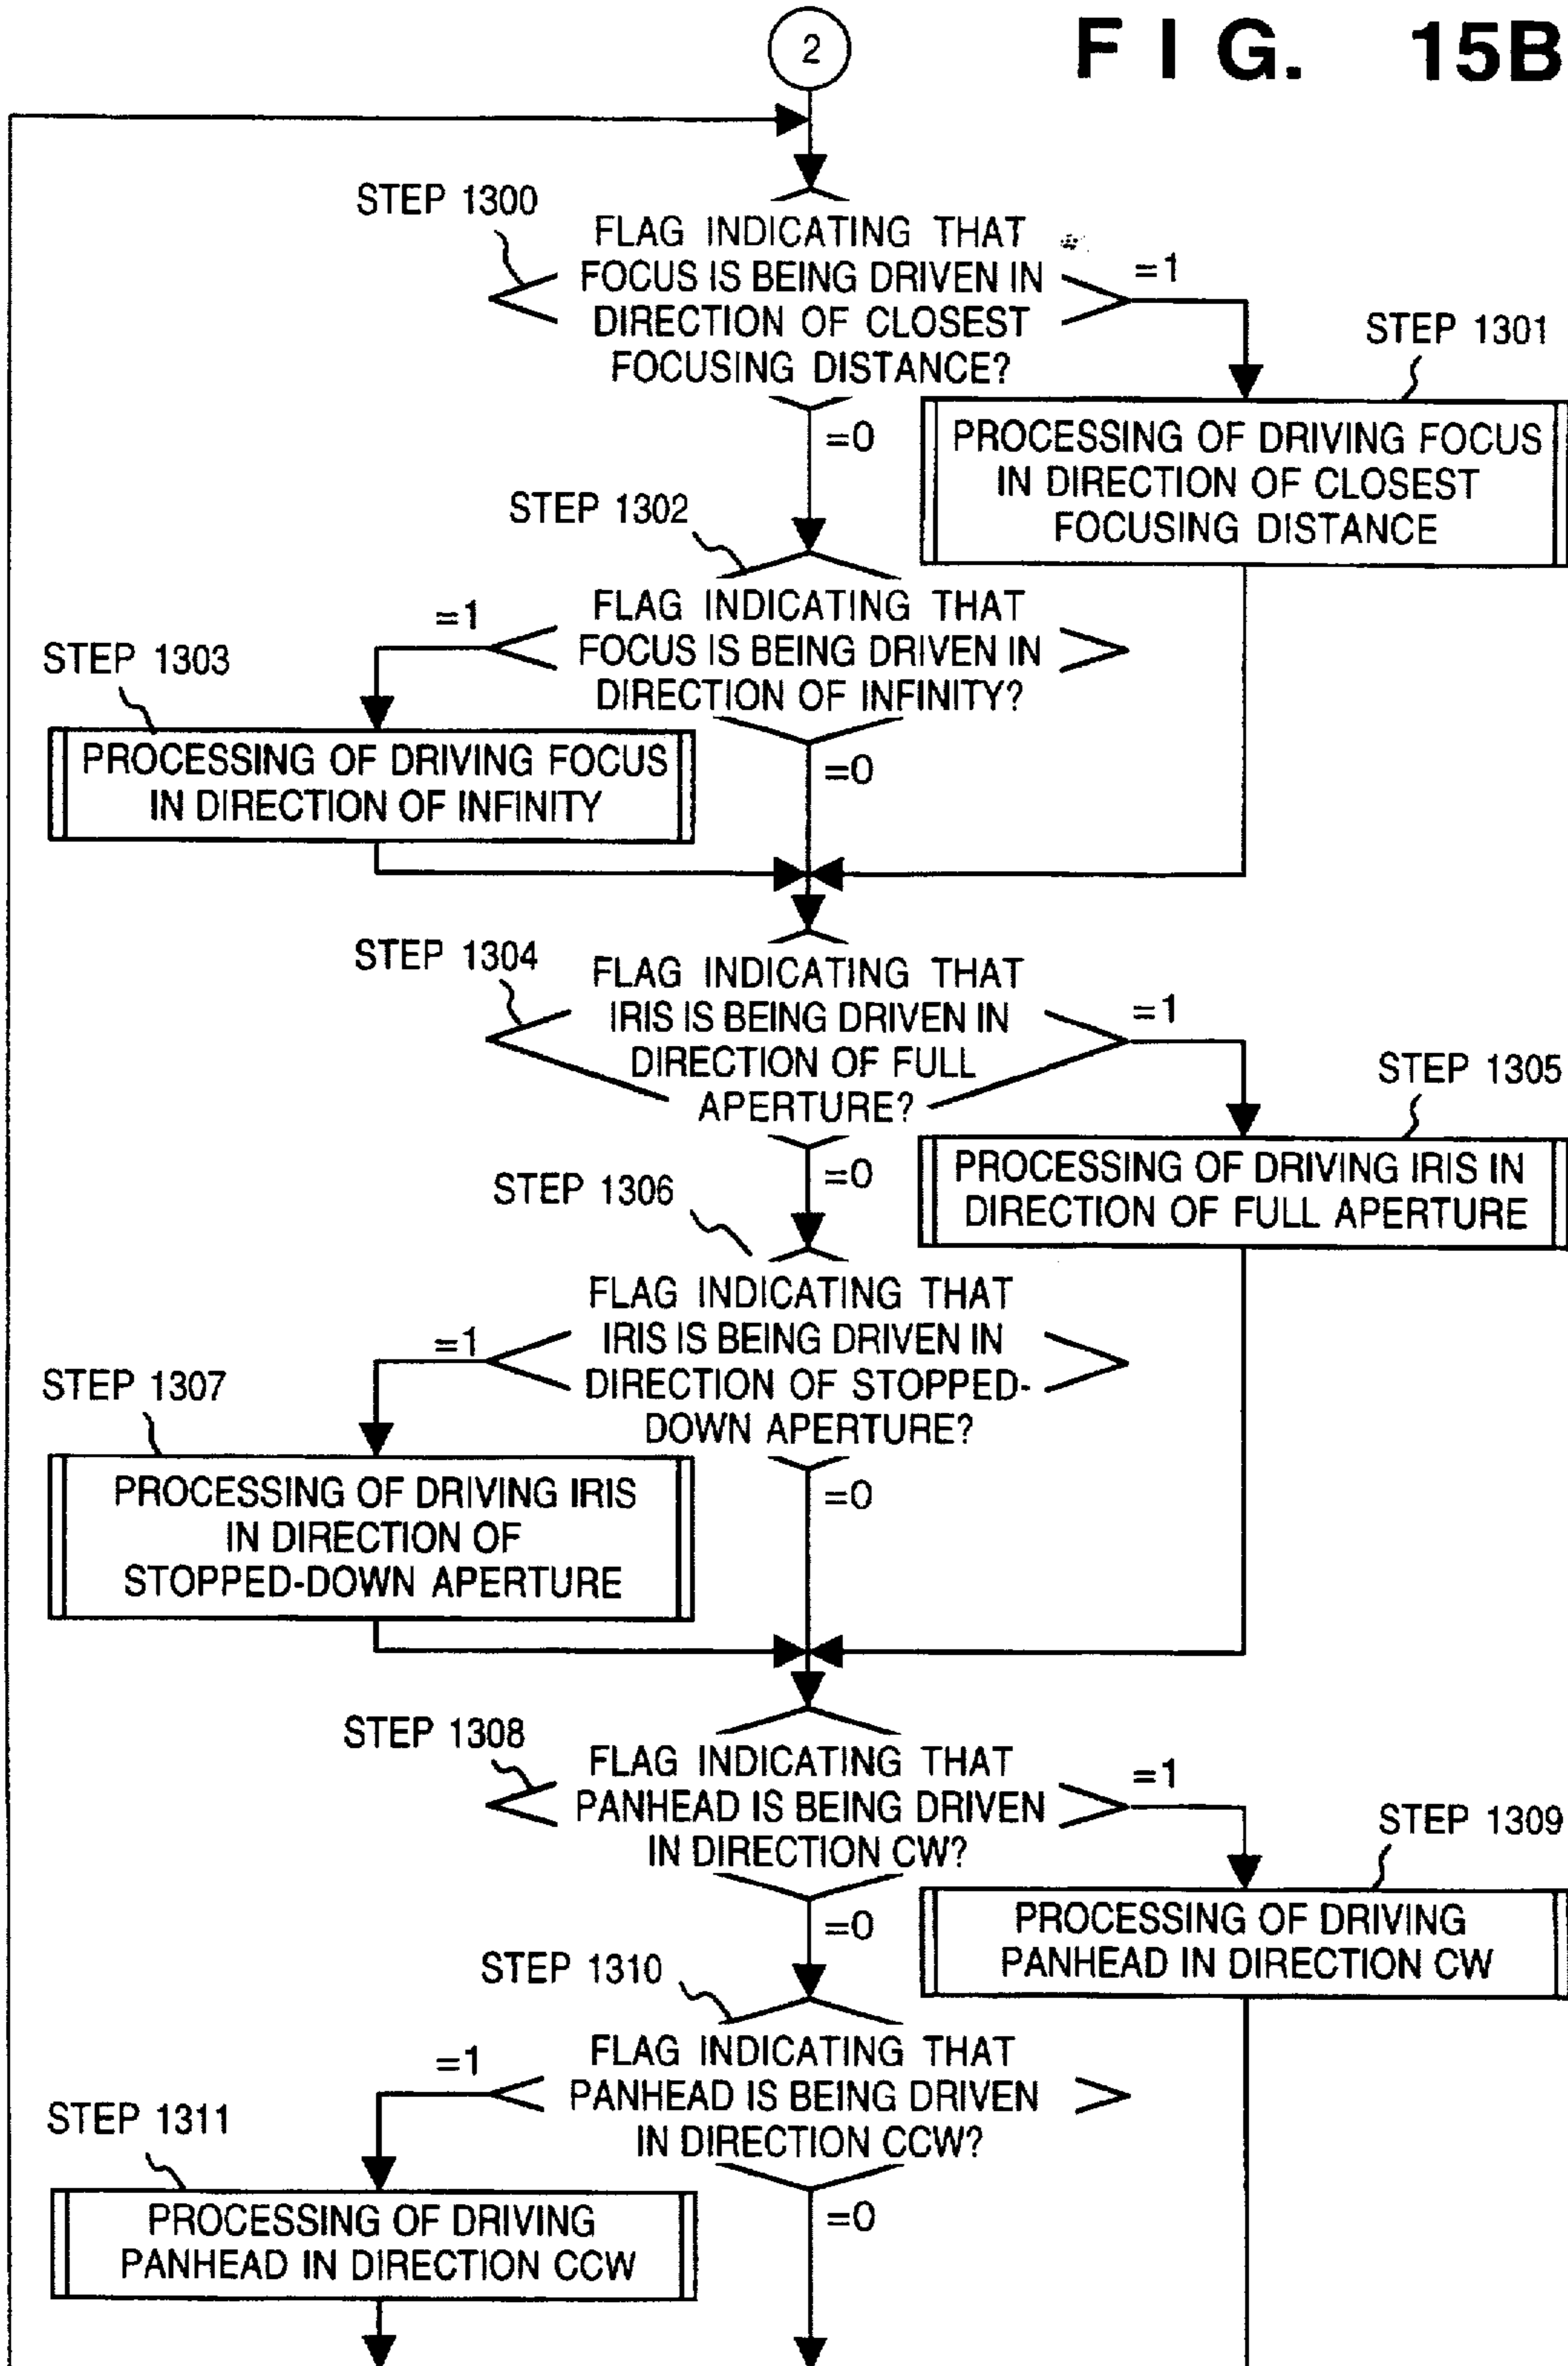 2
F I G. 15B
STEP 1300
FLAG INDICATING THAT
FOCUS IS BEING DRIVEN IN
DIRECTION OF CLOSEST
FOCUSING DISTANCE?
=1
=0
STEP 1301
PROCESSING OF DRIVING FOCUS
IN DIRECTION OF CLOSEST
FOCUSING DISTANCE
STEP 1302
FLAG INDICATING THAT
FOCUS IS BEING DRIVEN IN
DIRECTION OF INFINITY?
=1
=0
STEP 1303
PROCESSING OF DRIVING FOCUS
IN DIRECTION OF INFINITY
STEP 1304
FLAG INDICATING THAT
IRIS IS BEING DRIVEN IN
DIRECTION OF FULL
APERTURE?
=1
=0
STEP 1305
PROCESSING OF DRIVING IRIS IN
DIRECTION OF FULL APERTURE
STEP 1306
FLAG INDICATING THAT
IRIS IS BEING DRIVEN IN
DIRECTION OF STOPPED-
DOWN APERTURE?
=1
=0
STEP 1307
PROCESSING OF DRIVING IRIS
IN DIRECTION OF
STOPPED-DOWN APERTURE
STEP 1308
FLAG INDICATING THAT
PANHEAD IS BEING DRIVEN
IN DIRECTION CW?
=1
=0
STEP 1309
PROCESSING OF DRIVING
PANHEAD IN DIRECTION CW
STEP 1310
FLAG INDICATING THAT
PANHEAD IS BEING DRIVEN
IN DIRECTION CCW?
=1
=0
STEP 1311
PROCESSING OF DRIVING
PANHEAD IN DIRECTION CCW